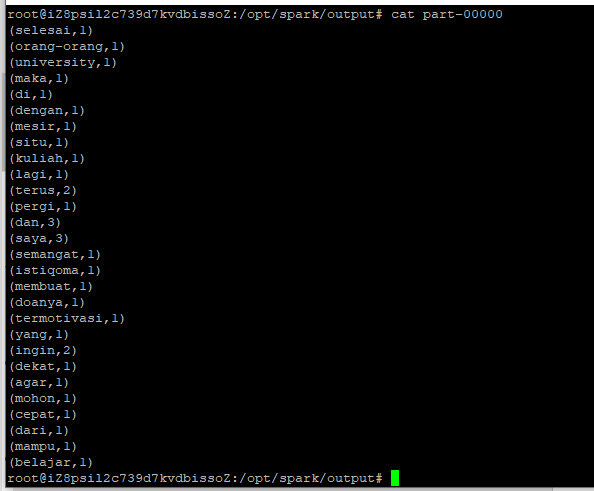 root@iZ8psil2c739d7kvdbissoZ:/opt/spark/output# cat part-00000
(selesai,1)
(orang-orang,1)
(university,1)
(maka,1)
(di,1)
(dengan,1)
(mesir,1)
(situ,1)
(kuliah,1)
(lagi,1)
(terus,2)
(pergi,1)
(dan,3)
(saya,3)
(semangat,1)
(istiqoma,1)
(membuat,1)
(doanya,1)
(termotivasi,1)
(yang,1)
(ingin,2)
(dekat,1)
(agar,1)
(mohon,1)
(cepat,1)
(dari,1)
(mampu,1)
(belajar,1)
root@iZ8psil2c739d7kvdbissoZ:/opt/spark/output#